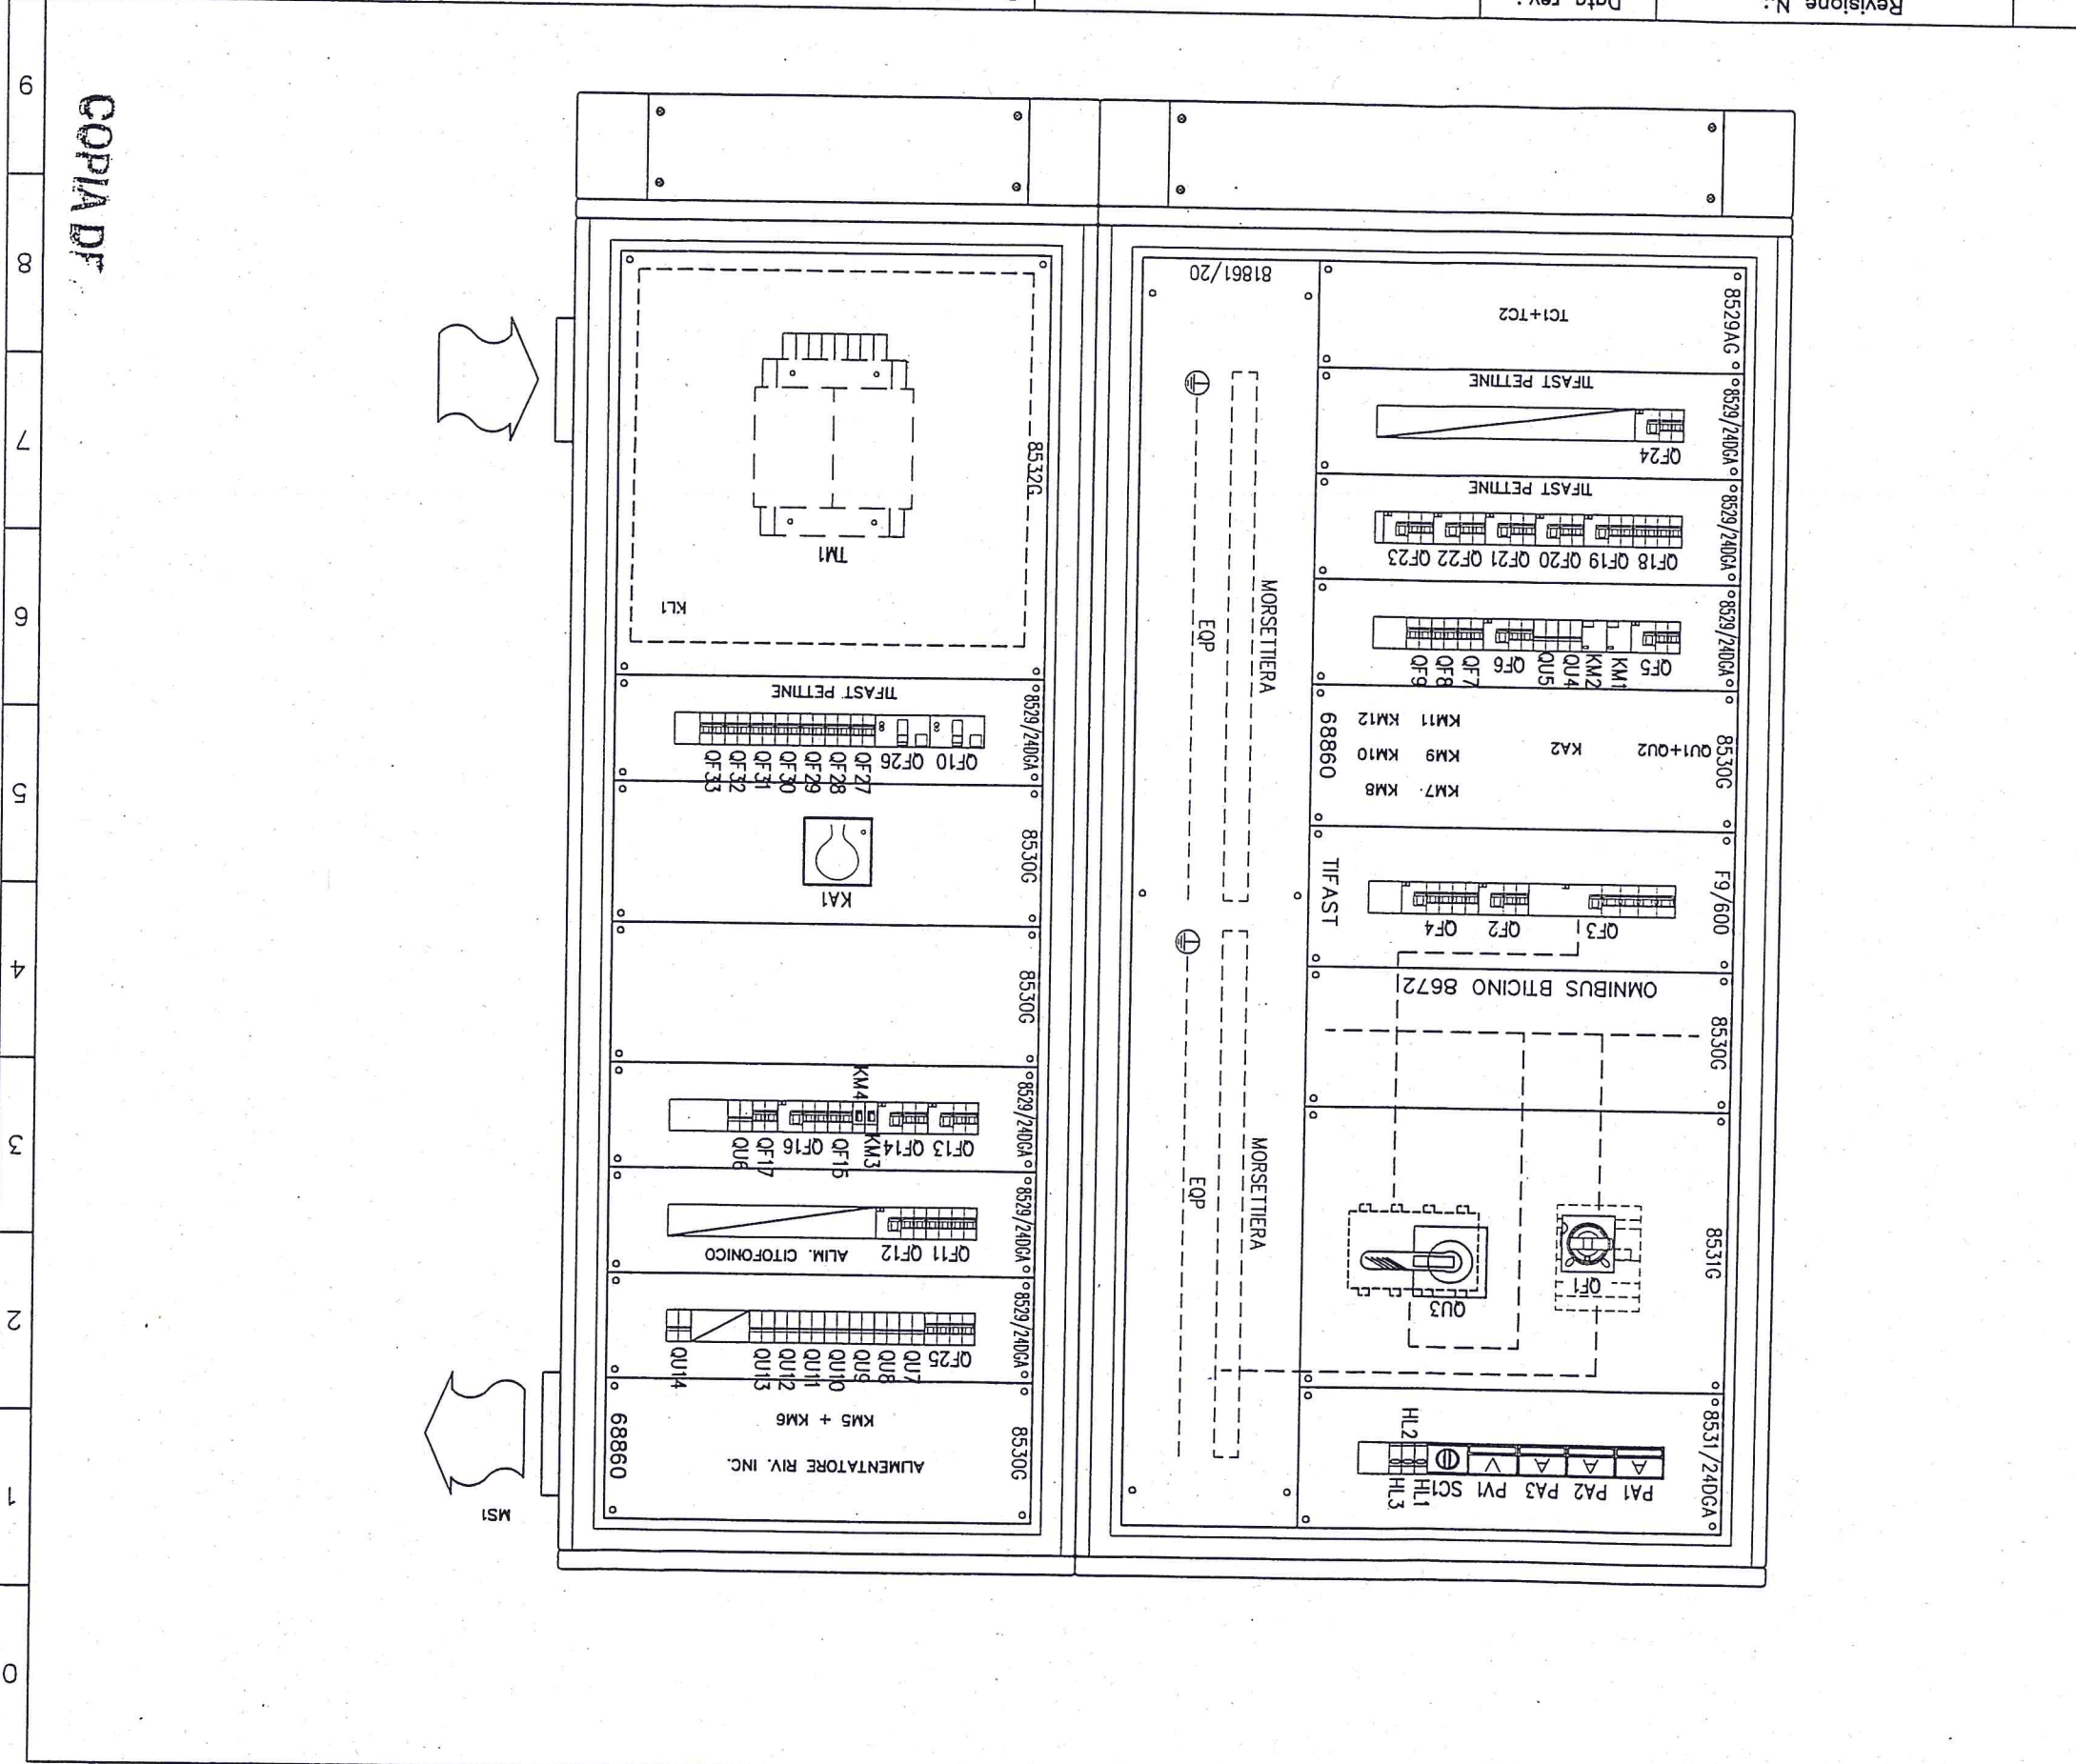 MS1
PA1 PA2 PA3 PV1 SC1
HL1
HL3
HL2
8531/24DGA
QU3
QF1
8531G
OMNIBUS BTICINO 8672
8530G
QF3 QF2 QF4
TIFAST
F9/600
KM7 KM8
KM9 KM10
KM11 KM12
QU1+QU2
KA2
68860
8530G
QF5
KM1
KM2
QU4
QU5
QF6
QF7
QF8
QF9
8529/24DGA
QF18 QF19 QF20 QF21 QF22 QF23
TIFAST PETTINE
8529/24DGA
QF24
TIFAST PETTINE
8529/24DGA
TC1+TC2
8529AG
81861/20
MORSETTIERA
EQP
MORSETTIERA
EQP
ALIMENTATORE RIV. INC.
KM5 + KM6
68860
8530G
QF25
QU7
QU8
QU9
QU10
QU11
QU12
QU13
QU14
8529/24DGA
QF11 QF12
ALIM. CITOFONICO
8529/24DGA
QF13 QF14
KM3
KM4
QF15
QF16
QF17
QU6
8529/24DGA
8530G
KA1
8530G
QF10 QF26
QF27
QF28
QF29
QF30
QF31
QF32
QF33
TIFAST PETTINE
8529/24DGA
KL1
TM1
8532G
0
1
2
3
4
5
6
7
8
9
COPIA DI
Revisione N.:
Data rev.: